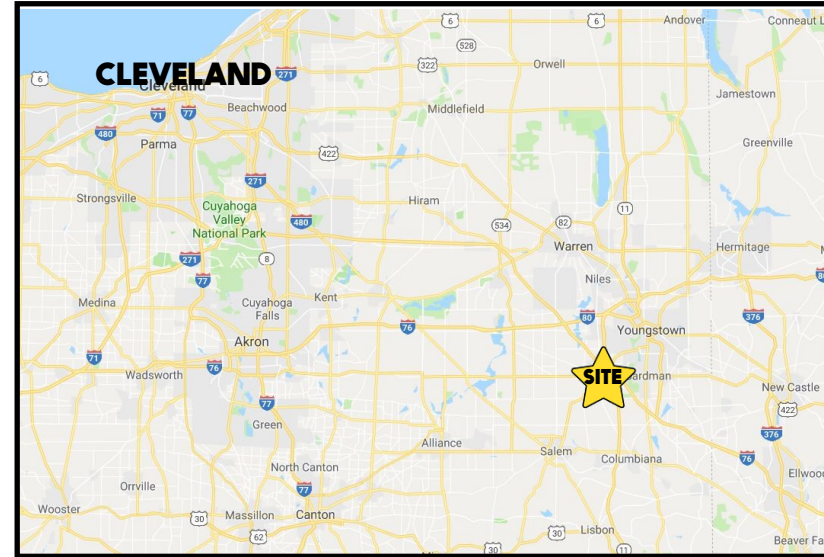 6
6
Andover
Conneaut L
528
322
Orwell
CLEVELAND
271
6
Cleveland
Jamestown
Beachwood
71
77
Middlefield
480
Parma
Greenville
422
271
Strongsville
Cuyahoga
Valley
National Park
Hiram
11
480
534
82
Warren
Hermitage
271
8
77
Niles
80
Medina
Cuyahoga
Falls
Kent
376
76
80
Youngstown
Akron
71
76
Wadsworth
SITE
ardman
New Castle
77
422
Green
376
Alliance
Salem
Columbiana
76
North Canton
Ellwood
Orrville
77
Wooster
30
Massillon
Canton
62
30
Lisbon
30
11
Beaver Fa